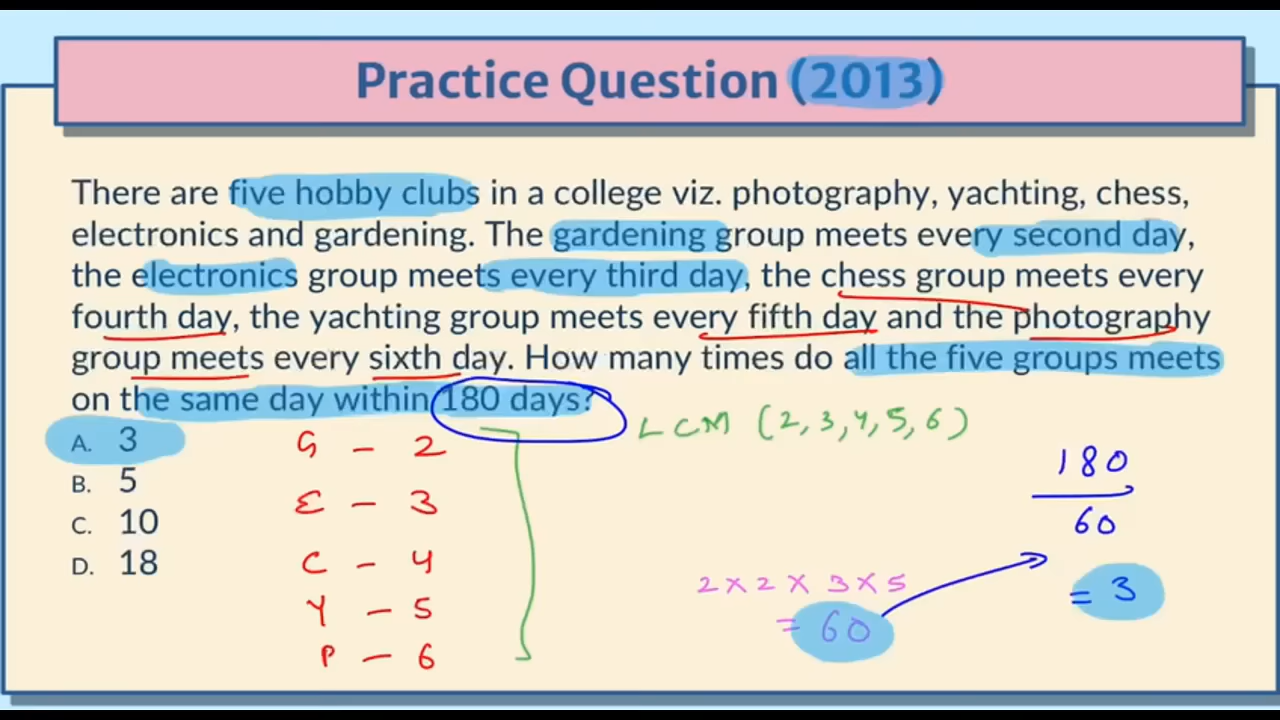 Practice Question (2013)
There are five hobby clubs in a college viz. photography, yachting, chess,
electronics and gardening. The gardening group meets every second day,
the electronics group meets every third day, the chess group meets every
fourth day, the yachting group meets every fifth day and the photography
group meets every sixth day. How many times do all the five groups meets
on the same day within 180 days?
A. 3
B. 5
C. 10
D. 18
G - 2
E - 3
C - 4
Y - 5
P - 6
LCM (2,3,4,5,6)
2 × 2 × 3 × 5
= 60
180
60
= 3